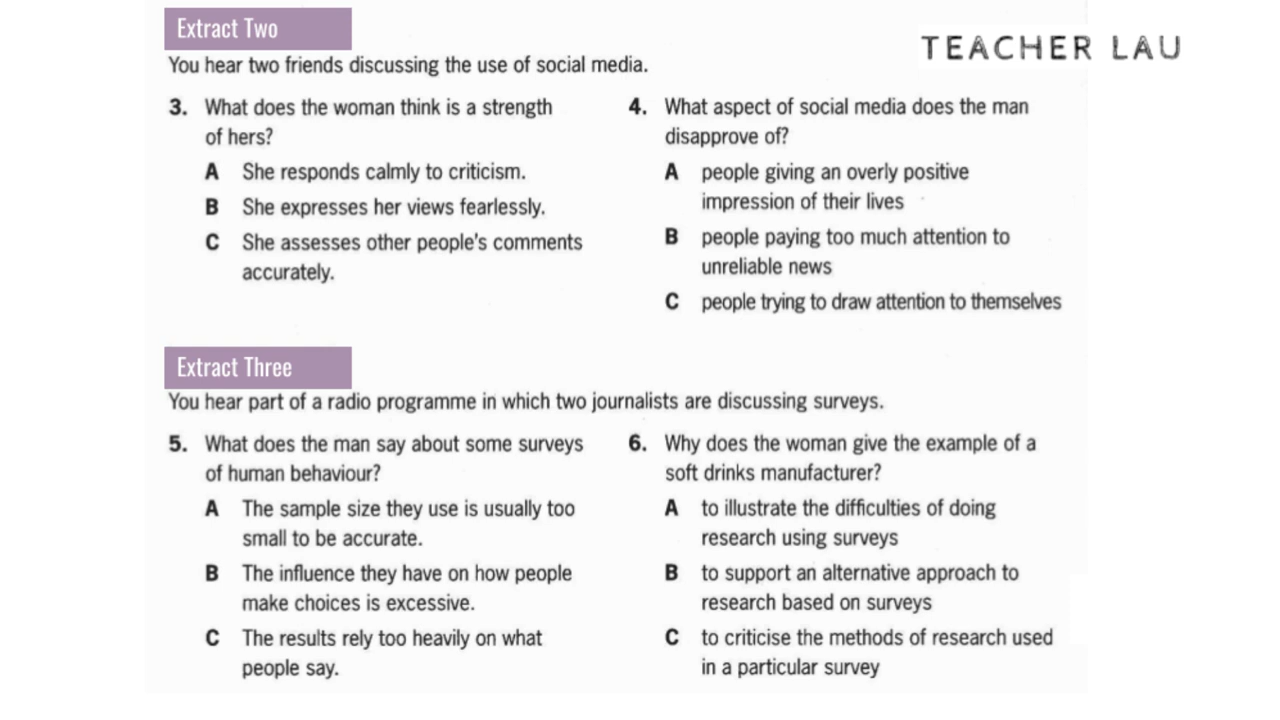 TEACHER LAU
Extract Two
You hear two friends discussing the use of social media.
3. What does the woman think is a strength
of hers?
A She responds calmly to criticism.
B She expresses her views fearlessly.
C She assesses other people's comments
accurately.
4. What aspect of social media does the man
disapprove of?
A people giving an overly positive
impression of their lives
B people paying too much attention to
unreliable news
C people trying to draw attention to themselves
Extract Three
You hear part of a radio programme in which two journalists are discussing surveys.
5. What does the man say about some surveys
of human behaviour?
A The sample size they use is usually too
small to be accurate.
B The influence they have on how people
make choices is excessive.
C The results rely too heavily on what
people say.
6. Why does the woman give the example of a
soft drinks manufacturer?
A to illustrate the difficulties of doing
research using surveys
B to support an alternative approach to
research based on surveys
C to criticise the methods of research used
in a particular survey